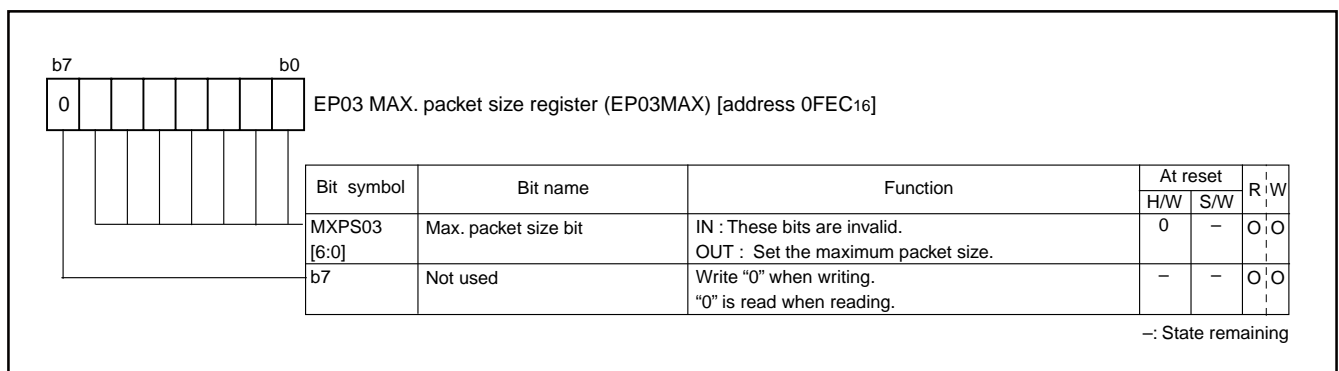 b7 b0
0 EP03 MAX. packet size register (EP03MAX) [address 0FEC16]
Bit symbol Bit name Function At reset R W
H/W S/W
MXPS03 Max. packet size bit IN : These bits are invalid. 0 – O O
[6:0] OUT : Set the maximum packet size.
b7 Not used Write “0” when writing. – – O O
“0” is read when reading.
–: State remaining